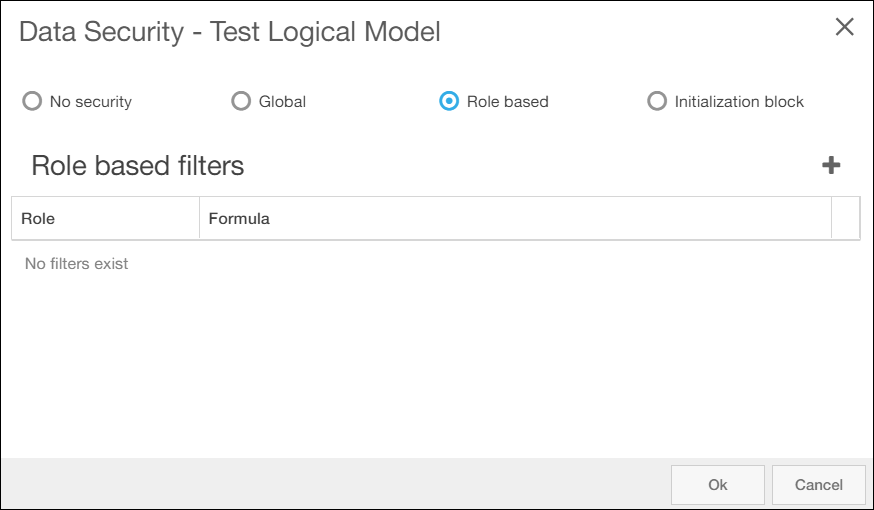 Data Security - Test Logical Model
No security Global Role based Initialization block
Role based filters
Role Formula
No filters exist
Ok Cancel